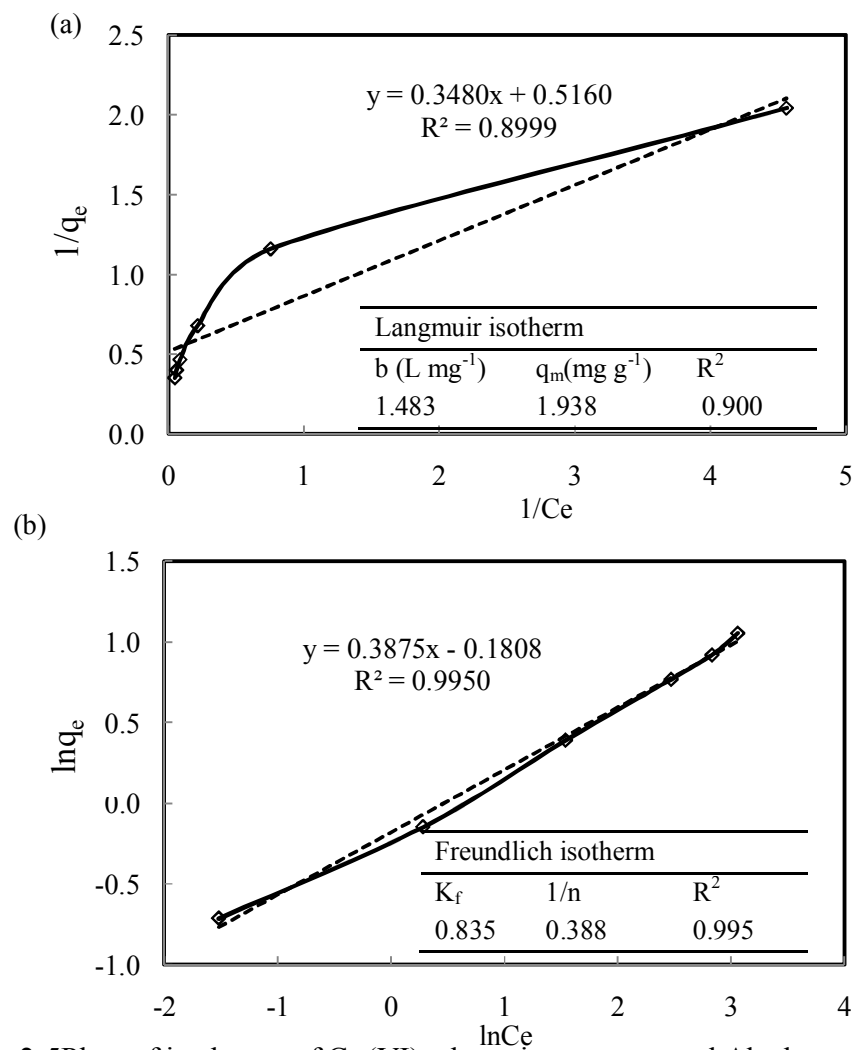 (a)
2.5
2.0
1.5
1.0
0.5
0.0
1/qe
y = 0.3480x + 0.5160
R² = 0.8999
Langmuir isotherm
b (L mg-1) qm(mg g-1) R2
1.483 1.938 0.900
0 1 2 3 4 5
1/Ce
(b)
1.5
1.0
0.5
0.0
-0.5
-1.0
lnqe
y = 0.3875x - 0.1808
R² = 0.9950
Freundlich isotherm
Kf 1/n R2
0.835 0.388 0.995
-2 -1 0 1 2 3 4
lnCe